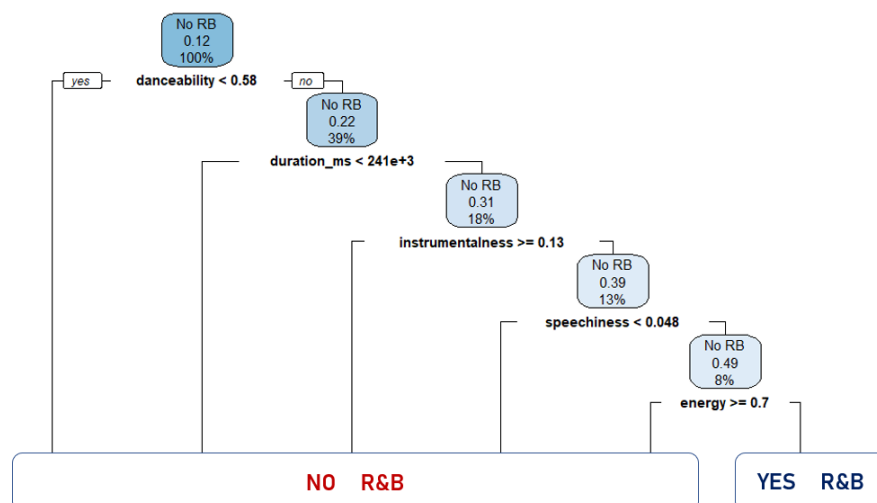 No RB
0.12
100%
yes
danceability < 0.58
no
No RB
0.22
39%
duration_ms < 241e+3
No RB
0.31
18%
instrumentalness >= 0.13
No RB
0.39
13%
speechiness < 0.048
No RB
0.49
8%
energy >= 0.7
NO R&B
YES R&B